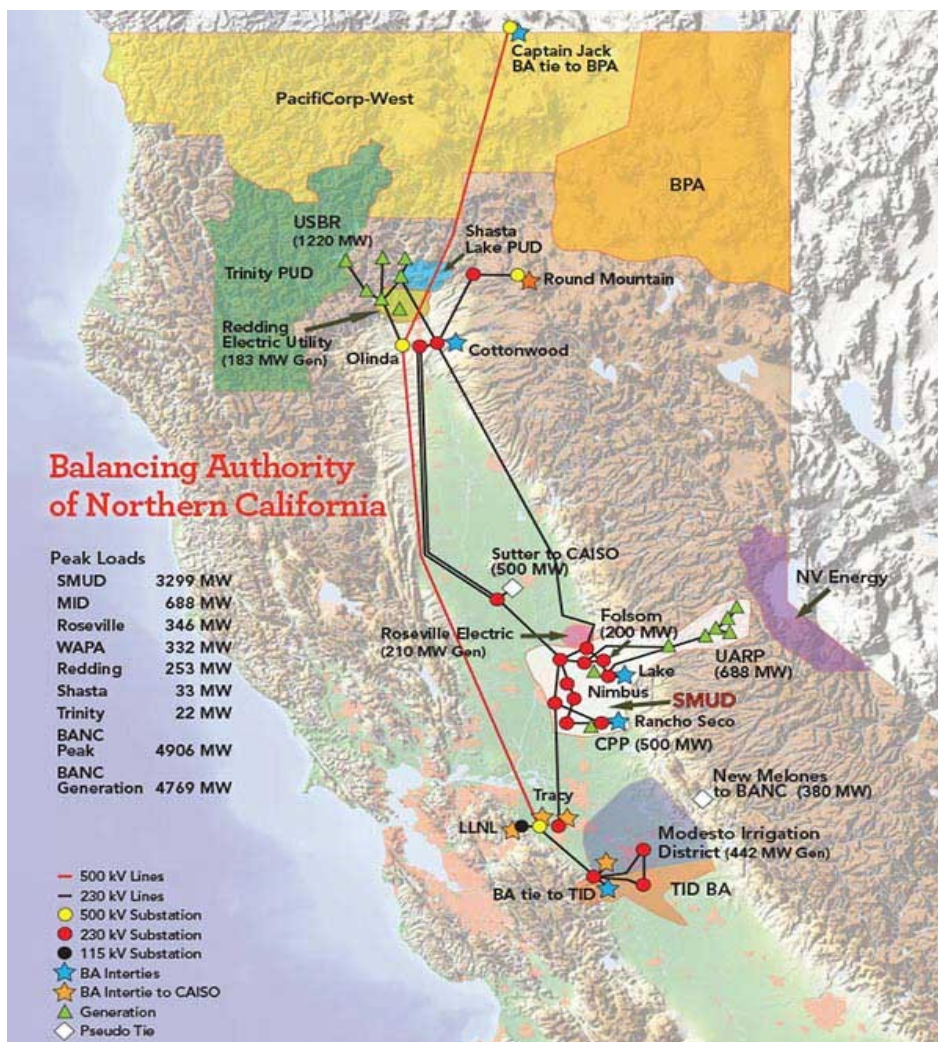 Captain Jack
BA tie to BPA
PacifiCorp-West
BPA
USBR
(1220 MW)
Shasta
Lake PUD
Trinity PUD
Round Mountain
Redding
Electric Utility
(183 MW Gen)
Olinda
Cottonwood
Balancing Authority
of Northern California
Peak Loads
SMUD 3299 MW
MID 688 MW
Roseville 346 MW
WAPA 332 MW
Redding 253 MW
Shasta 33 MW
Trinity 22 MW
BANC
Peak 4906 MW
BANC
Generation 4769 MW
Sutter to CAISO
(500 MW)
NV Energy
Roseville Electric
(210 MW Gen)
Folsom
(200 MW)
UARP
(688 MW)
Lake
Nimbus
SMUD
Rancho Seco
CPP (500 MW)
New Melones
to BANC (380 MW)
Tracy
LLNL
Modesto Irrigation
District (442 MW Gen)
BA tie to TID
TID BA
500 kV Lines
230 kV Lines
500 kV Substation
230 kV Substation
115 kV Substation
BA Interties
BA Intertie to CAISO
Generation
Pseudo Tie